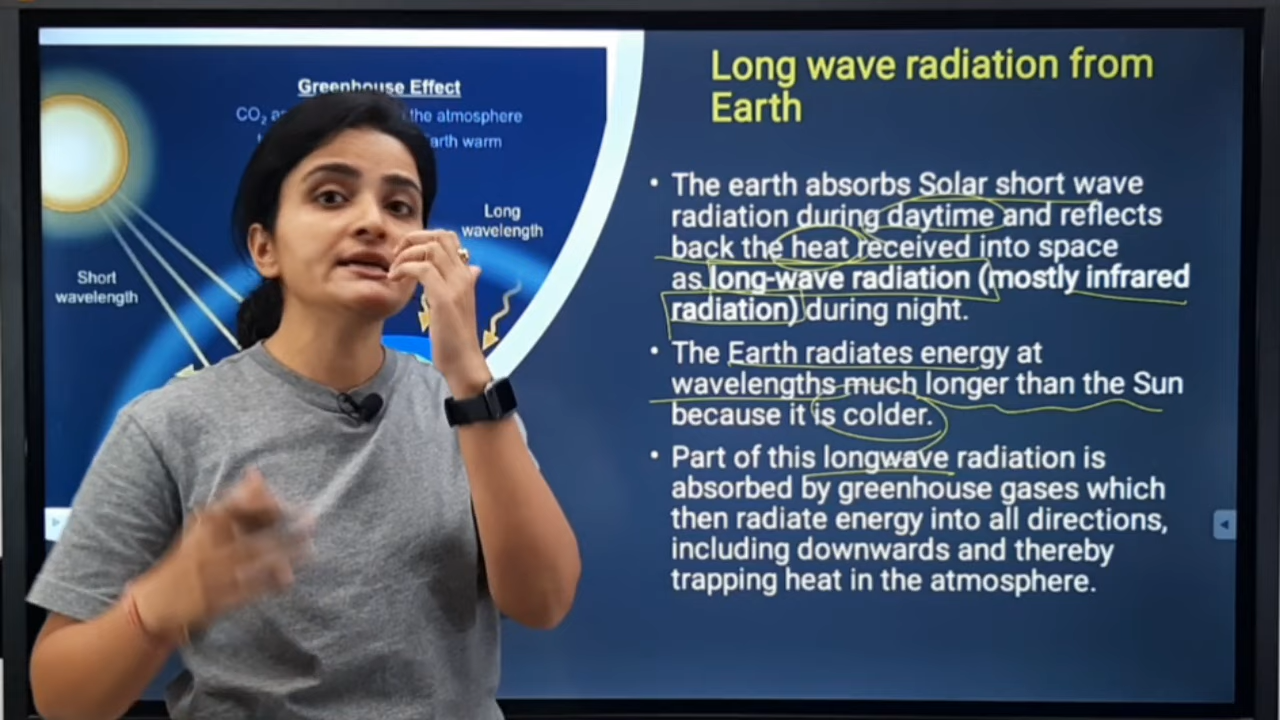 Greenhouse Effect
CO₂ the atmosphere
warm
Short
wavelength
Long
wavelength
Long wave radiation from
Earth
• The earth absorbs Solar short wave
radiation during daytime and reflects
back the heat received into space
as long-wave radiation (mostly infrared
radiation) during night.
• The Earth radiates energy at
wavelengths much longer than the Sun
because it is colder.
• Part of this longwave radiation is
absorbed by greenhouse gases which
then radiate energy into all directions,
including downwards and thereby
trapping heat in the atmosphere.